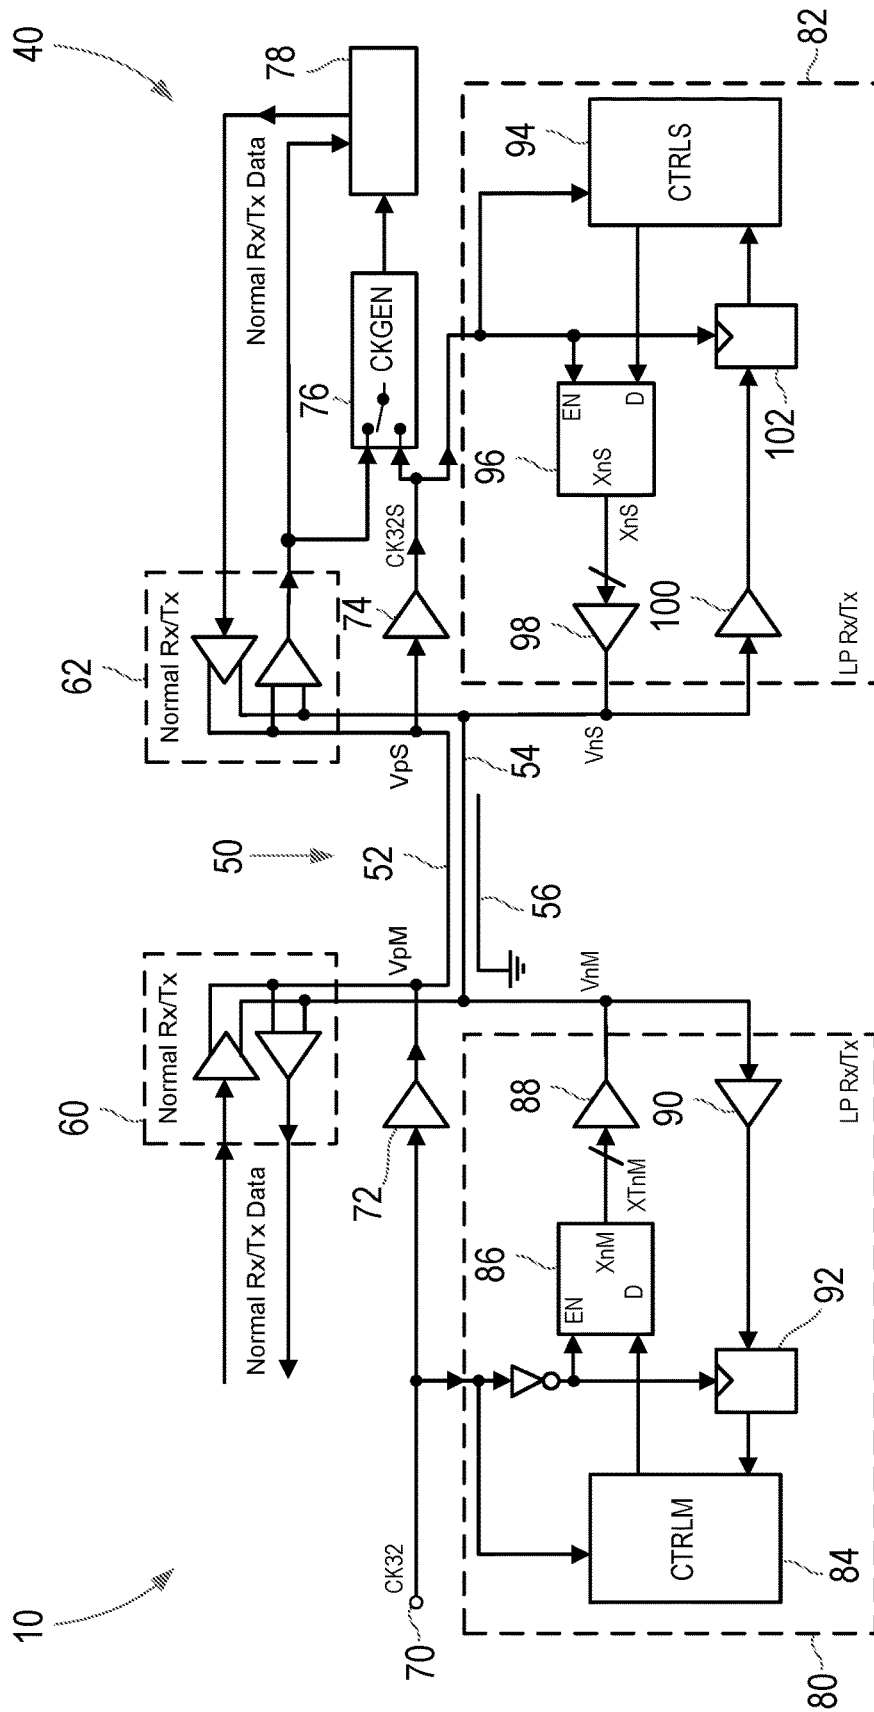 10
40
60
Normal Rx/Tx
Normal Rx/Tx Data
62
Normal Rx/Tx
Normal Rx/Tx Data
78
50
VpM
VpS
52
54
56
70
CK32
72
74
CK32S
76
CKGEN
80
84
CTRLM
86
EN
D
XnM
XTnM
88
VnM
90
92
LP Rx/Tx
82
VnS
98
XnS
96
XnS
EN
D
94
CTRLS
100
102
LP Rx/Tx